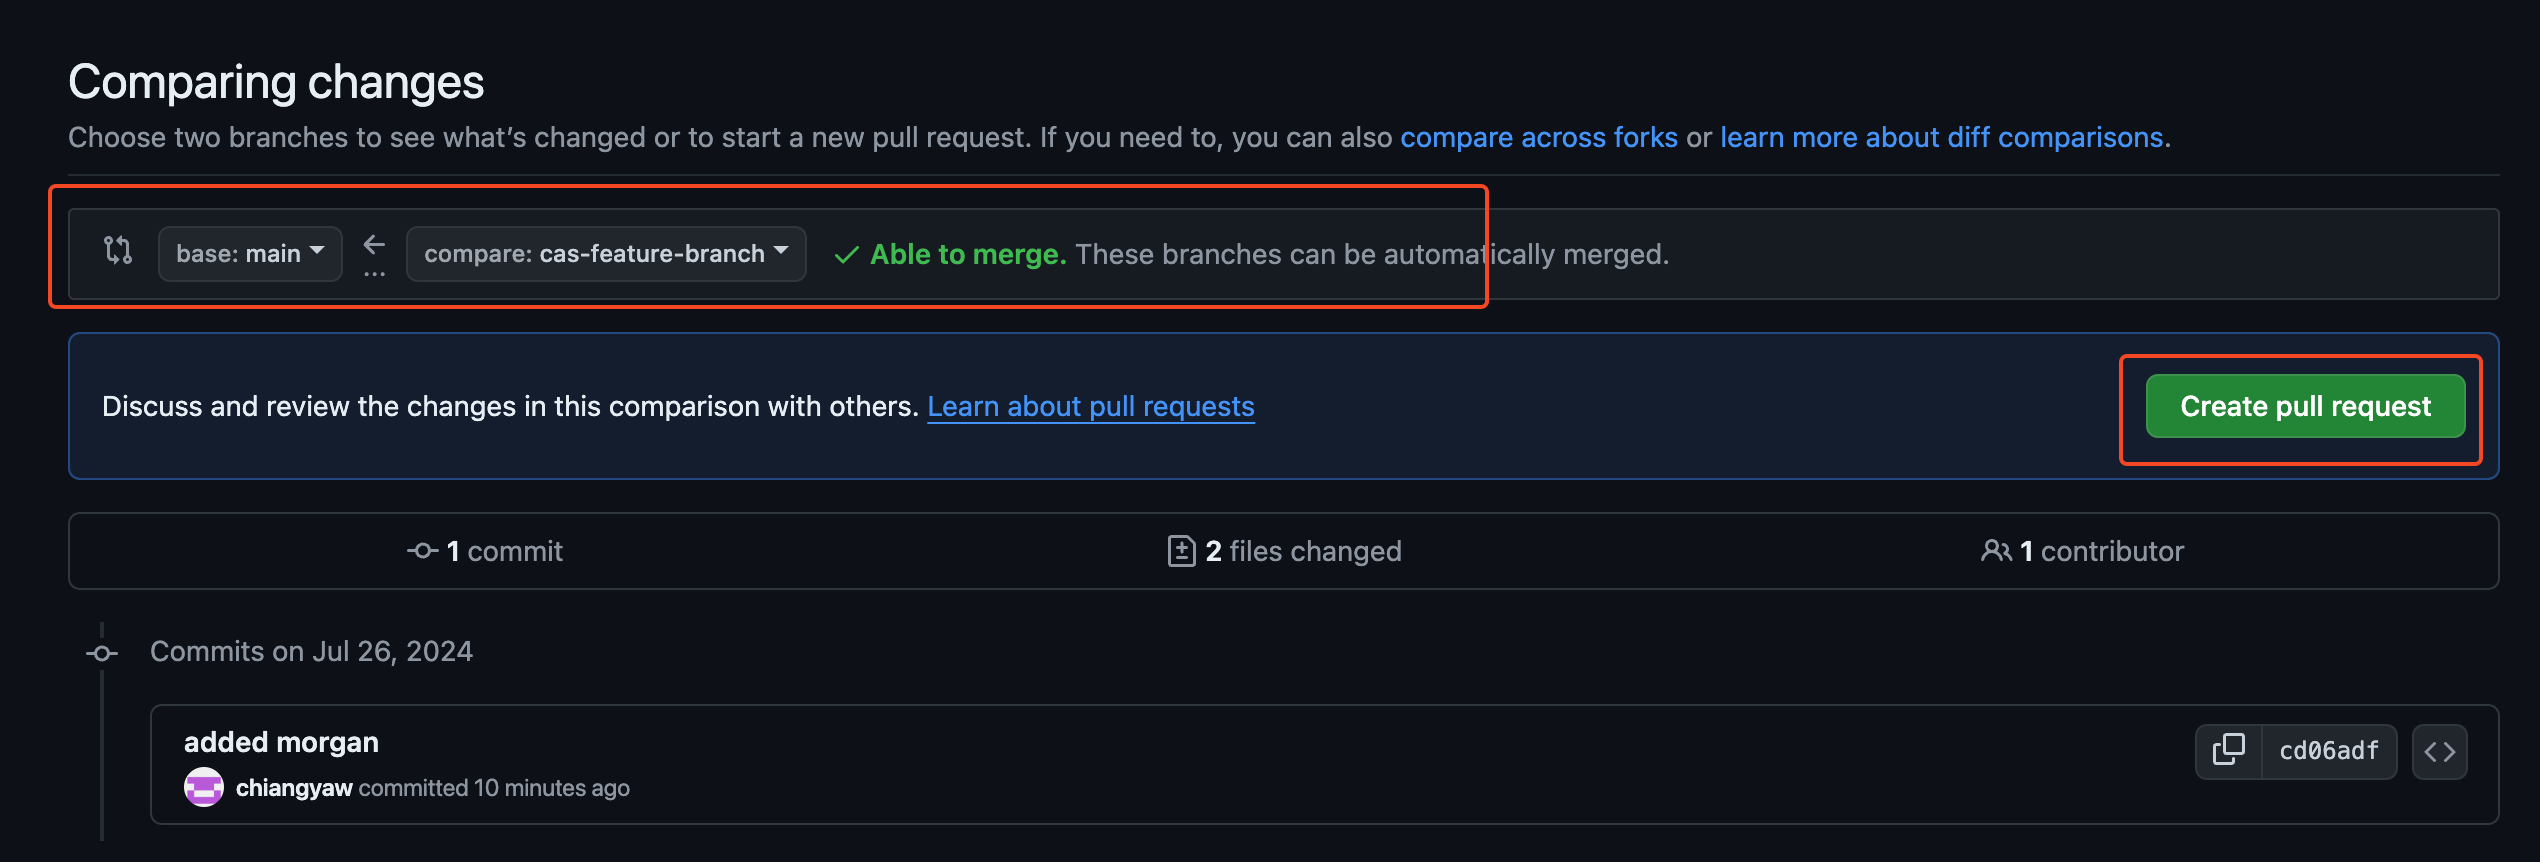 Comparing changes
Choose two branches to see what’s changed or to start a new pull request. If you need to, you can also compare across forks or learn more about diff comparisons.
base: main ... compare: cas-feature-branch Able to merge. These branches can be automatically merged.
Discuss and review the changes in this comparison with others. Learn about pull requests Create pull request
1 commit 2 files changed 1 contributor
Commits on Jul 26, 2024
added morgan
cd06adf
chiangyaw committed 10 minutes ago